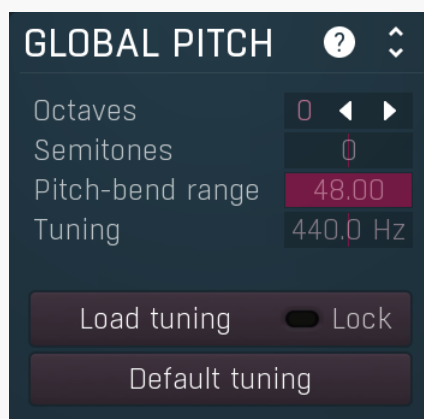 GLOBAL PITCH ?
Octaves 0
Semitones 0
Pitch-bend range 48.00
Tuning 440.0 Hz
Load tuning Lock
Default tuning